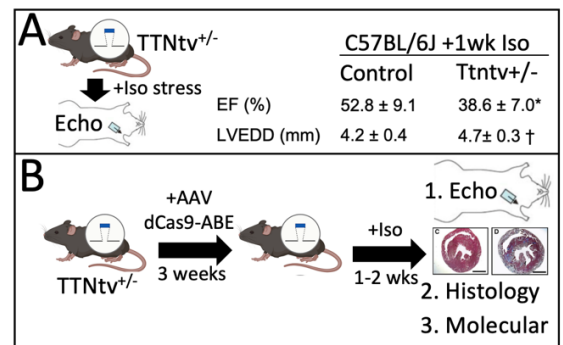 A
TTNtv+/-
+Iso stress
Echo
C57BL/6J +1wk Iso
Control Ttntv+/-
EF (%) 52.8 ± 9.1 38.6 ± 7.0*
LVEDD (mm) 4.2 ± 0.4 4.7± 0.3 †
B
TTNtv+/-
+AAV
dCas9-ABE
3 weeks
+Iso
1-2 wks
1. Echo
C D
2. Histology
3. Molecular